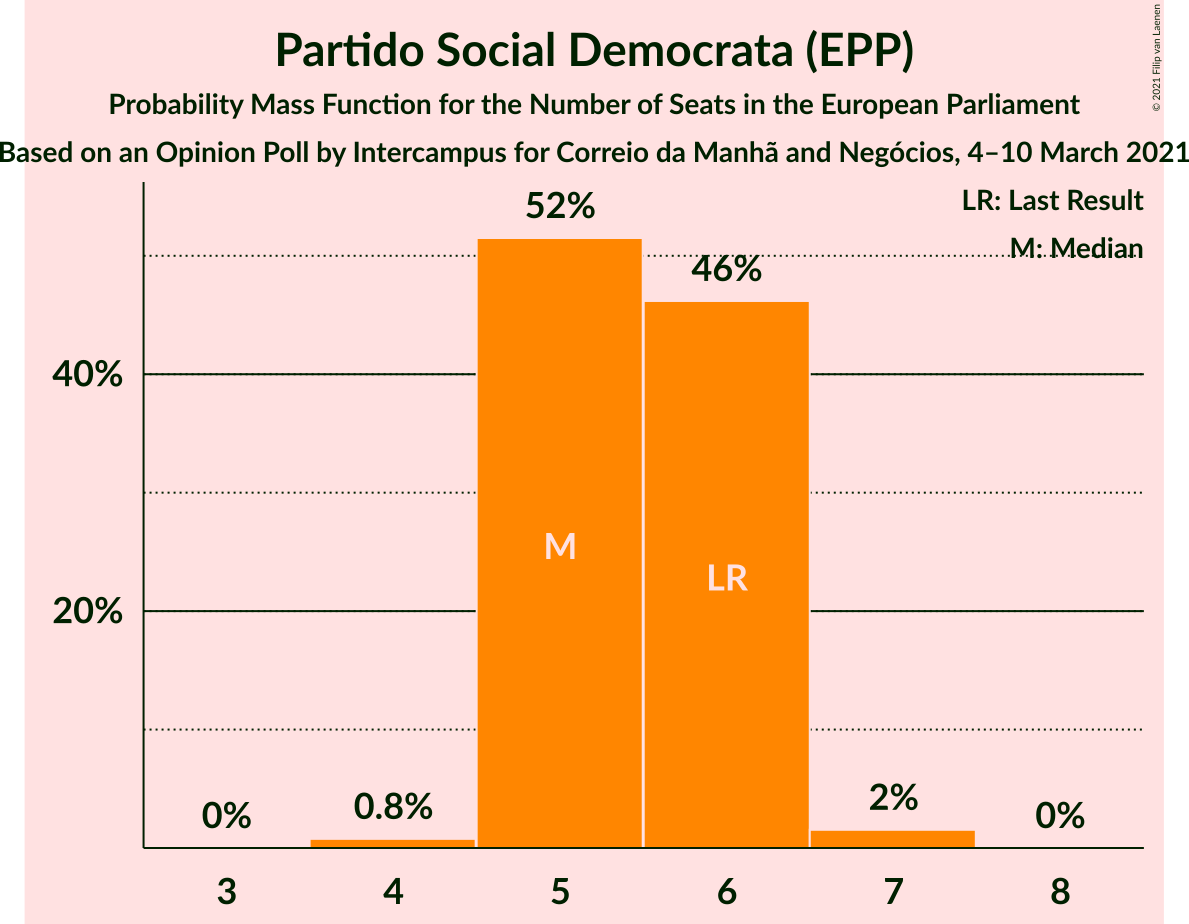 Partido Social Democrata (EPP)
Probability Mass Function for the Number of Seats in the European Parliament
Based on an Opinion Poll by Intercampus for Correio da Manhã and Negócios, 4–10 March 2021
© 2021 Filip van Laenen
LR: Last Result
M: Median
52%
46%
40%
M
LR
20%
0%
0.8%
2%
0%
3 4 5 6 7 8